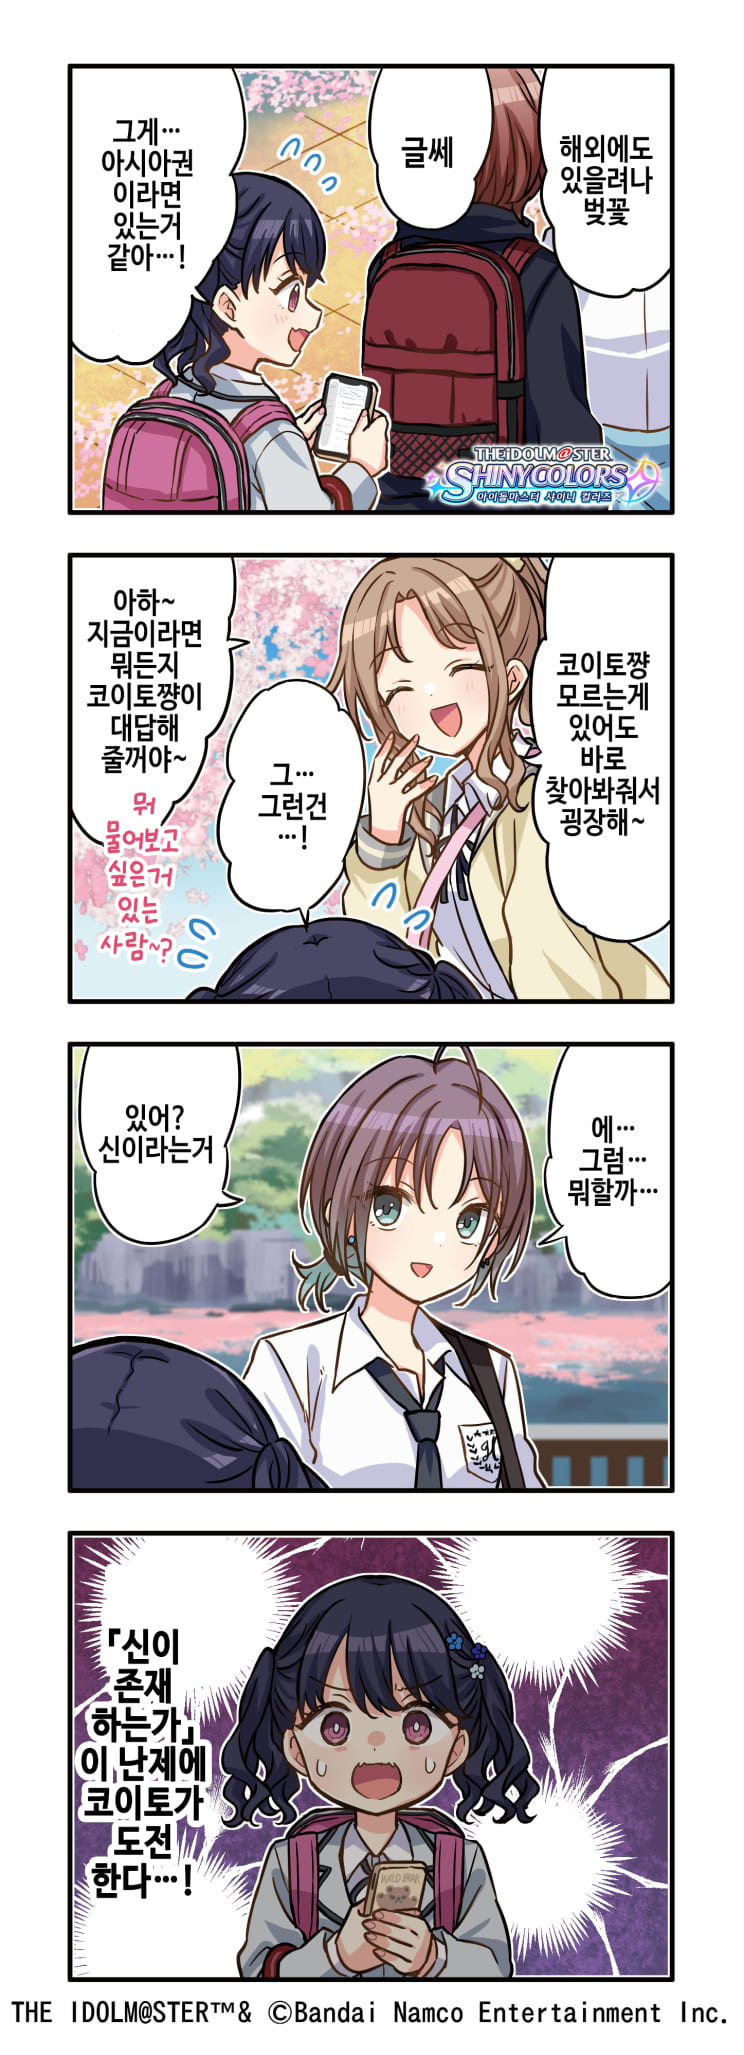 해외에도
있을려나
벚꽃
글쎄
그게…
아시아권
이라면
있는거
같아…!
THE IDOLM@STER
SHINY COLORS
아이돌마스터 샤이니 컬러즈
코이토쨩
모르는게
있어도
바로
찾아봐줘서
굉장해~
그…
그런건
…!
아하~
지금이라면
뭐든지
코이토쨩이
대답해
줄꺼야~
뭐
물어보고
싶은거
있는
사람~?
에…
그럼…
뭐할까…
있어?
신이라는거
「신이
존재
하는가」
이 난제에
코이토가
도전
한다…!
WILD BEAR
THE IDOLM@STER™& ©Bandai Namco Entertainment Inc.